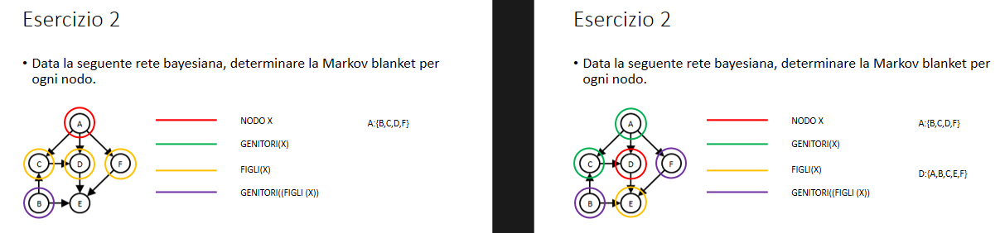 Esercizio 2
• Data la seguente rete bayesiana, determinare la Markov blanket per
ogni nodo.
A
C
D
F
B
E
NODO X
GENITORI(X)
FIGLI(X)
GENITORI((FIGLI (X))
A:{B,C,D,F}
Esercizio 2
• Data la seguente rete bayesiana, determinare la Markov blanket per
ogni nodo.
A
C
D
F
B
E
NODO X
GENITORI(X)
FIGLI(X)
GENITORI((FIGLI (X))
A:{B,C,D,F}
D:{A,B,C,E,F}